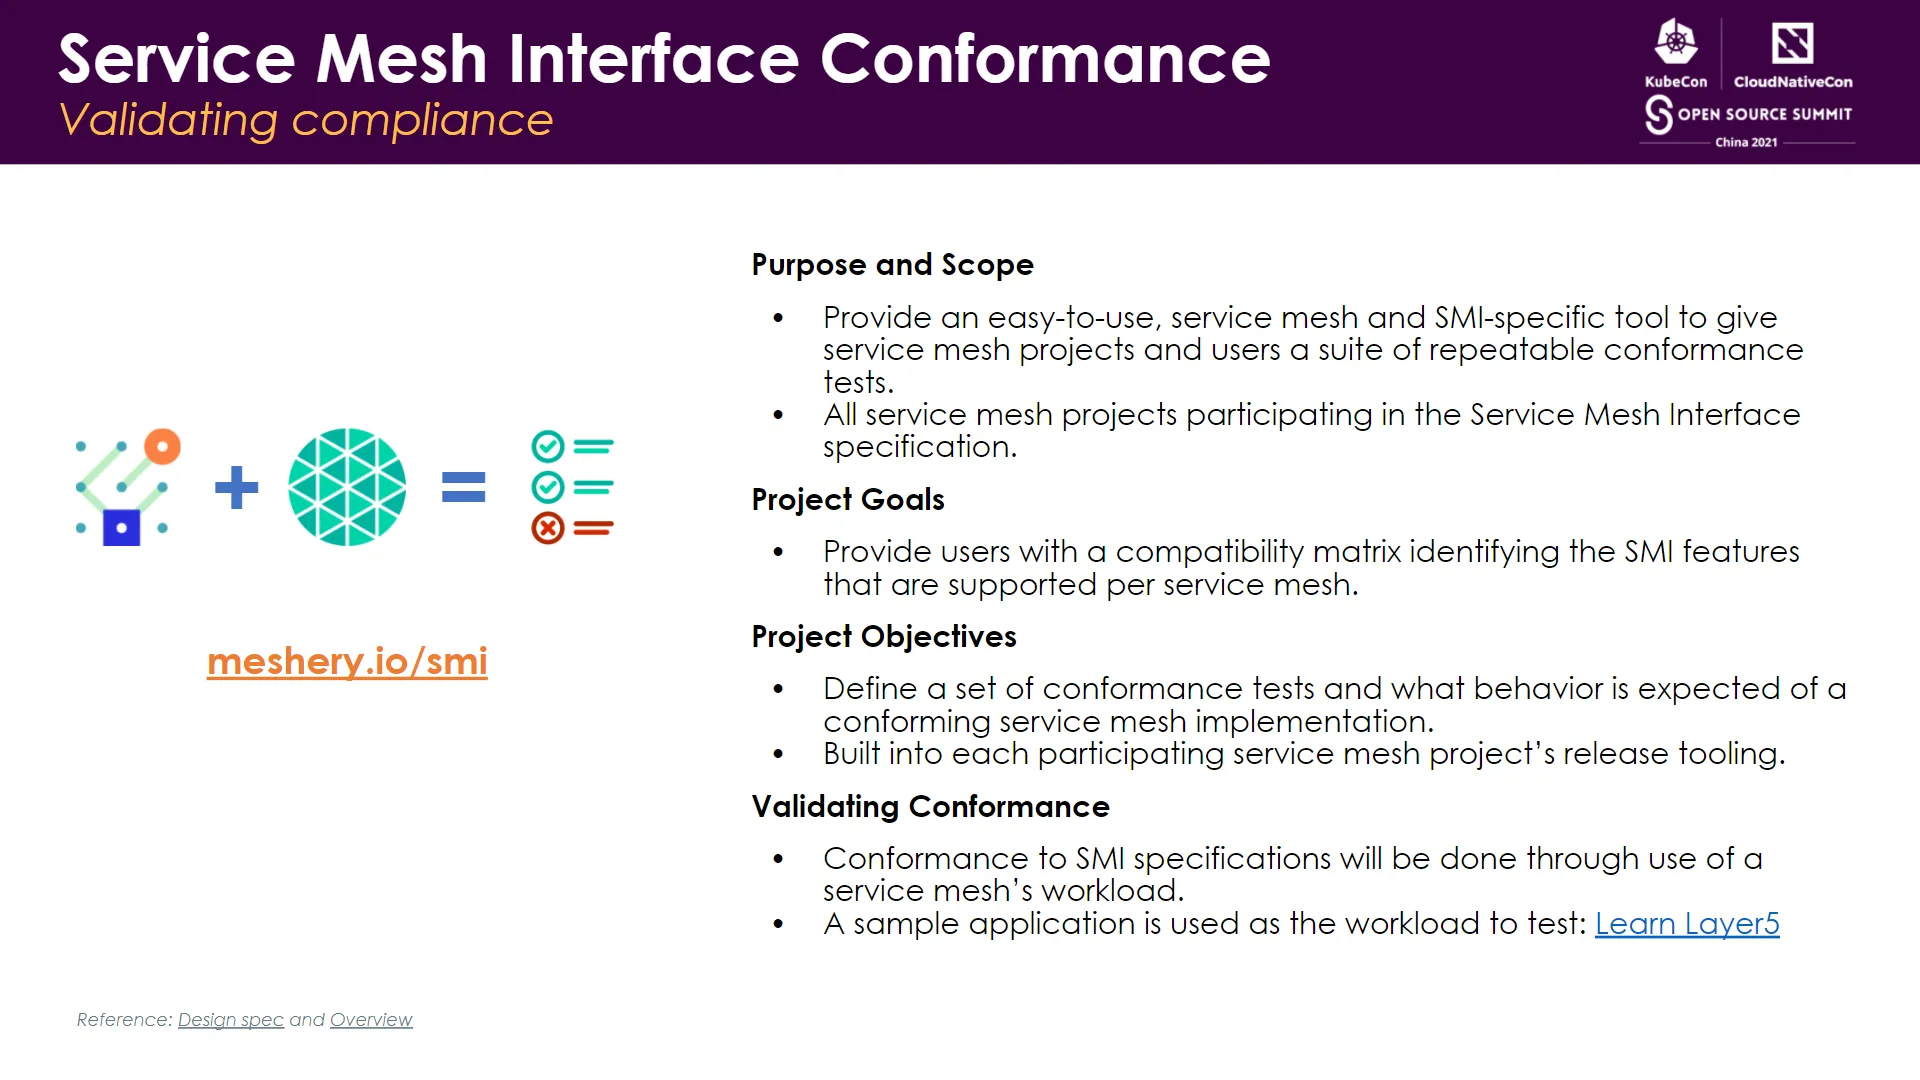 Service Mesh Interface Conformance
Validating compliance
KubeCon
CloudNativeCon
OPEN SOURCE SUMMIT
China 2021
meshery.io/smi
Purpose and Scope
• Provide an easy-to-use, service mesh and SMI-specific tool to give
service mesh projects and users a suite of repeatable conformance
tests.
• All service mesh projects participating in the Service Mesh Interface
specification.
Project Goals
• Provide users with a compatibility matrix identifying the SMI features
that are supported per service mesh.
Project Objectives
• Define a set of conformance tests and what behavior is expected of a
conforming service mesh implementation.
• Built into each participating service mesh project’s release tooling.
Validating Conformance
• Conformance to SMI specifications will be done through use of a
service mesh’s workload.
• A sample application is used as the workload to test: Learn Layer5
Reference: Design spec and Overview